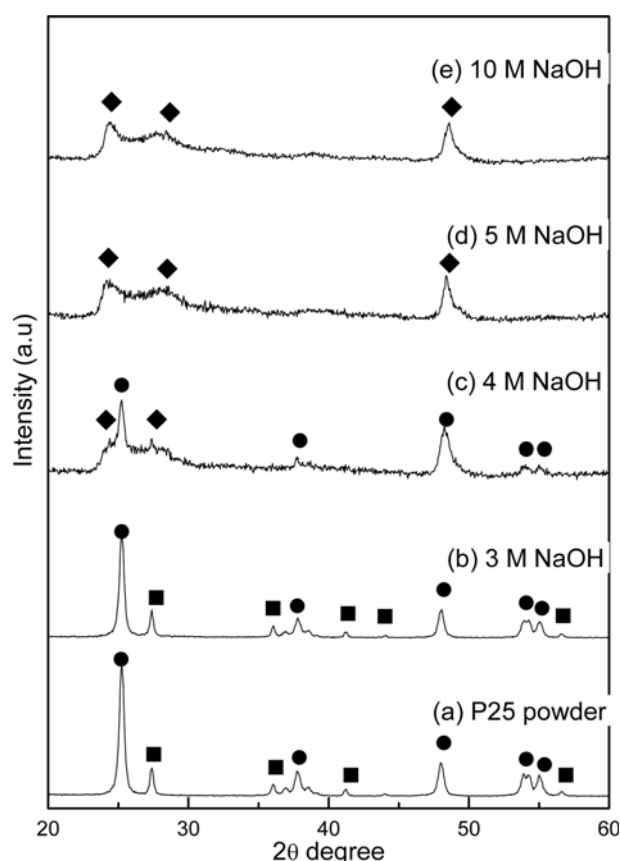 (e) 10 M NaOH
(d) 5 M NaOH
(c) 4 M NaOH
(b) 3 M NaOH
(a) P25 powder
Intensity (a.u)
20 30 40 50 60
2θ degree